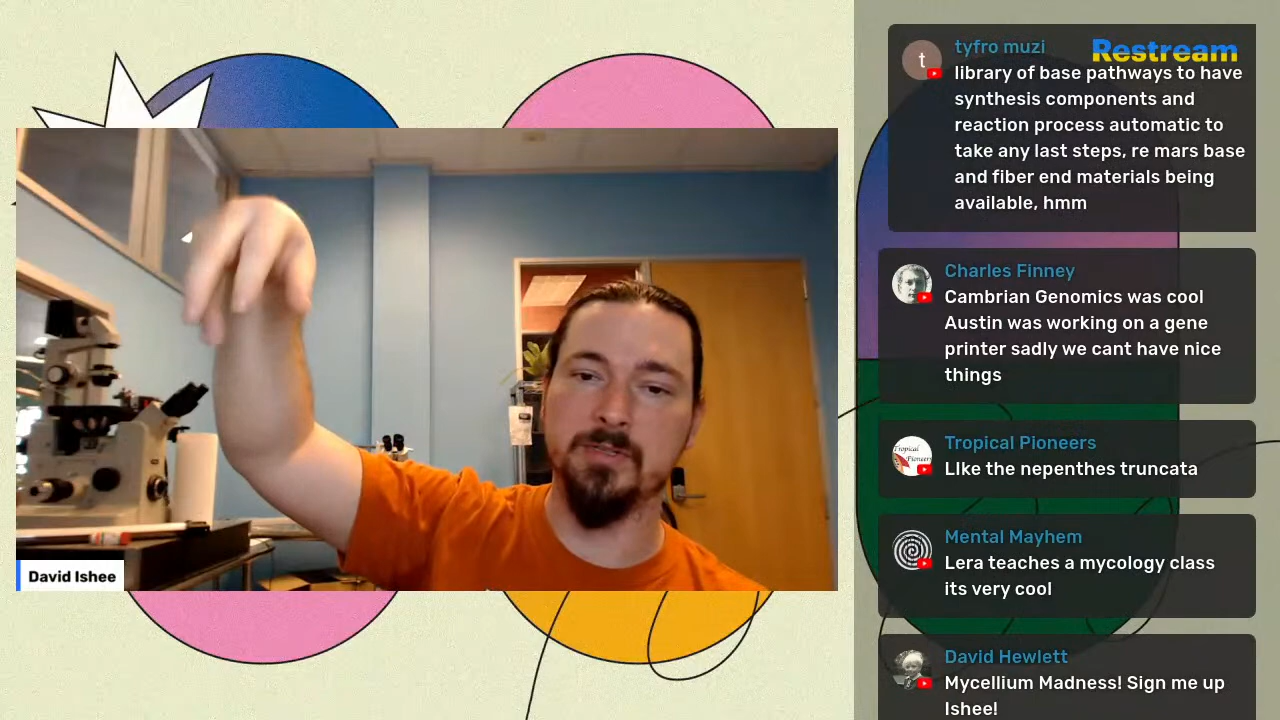 tyfro muzi
Restream
library of base pathways to have
synthesis components and
reaction process automatic to
take any last steps, re mars base
and fiber end materials being
available, hmm
Charles Finney
Cambrian Genomics was cool
Austin was working on a gene
printer sadly we cant have nice
things
Tropical Pioneers
LIke the nepenthes truncata
Mental Mayhem
Lera teaches a mycology class
its very cool
David Hewlett
Mycellium Madness! Sign me up
Ishee!
David Ishee
t
Tropical
Pioneers